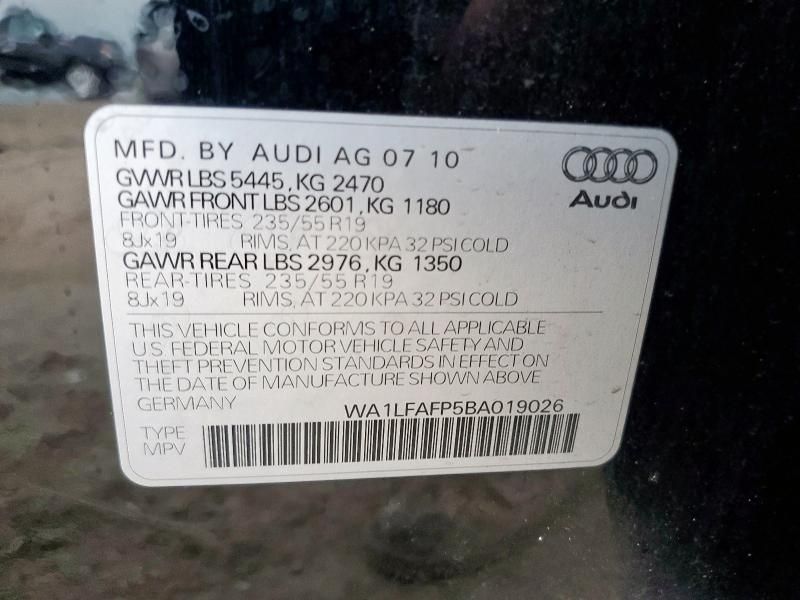 MFD. BY AUDI AG 07 10
GVWR LBS 5445, KG 2470
GAWR FRONT LBS 2601, KG 1180
FRONT-TIRES 235/55 R19
8Jx19 RIMS, AT 220 KPA 32 PSI COLD
GAWR REAR LBS 2976, KG 1350
REAR-TIRES 235/55 R19
8Jx19 RIMS, AT 220 KPA 32 PSI COLD
Audi
THIS VEHICLE CONFORMS TO ALL APPLICABLE
U.S. FEDERAL MOTOR VEHICLE SAFETY AND
THEFT PREVENTION STANDARDS IN EFFECT ON
THE DATE OF MANUFACTURE SHOWN ABOVE
GERMANY WA1LFAFP5BA019026
TYPE
MPV